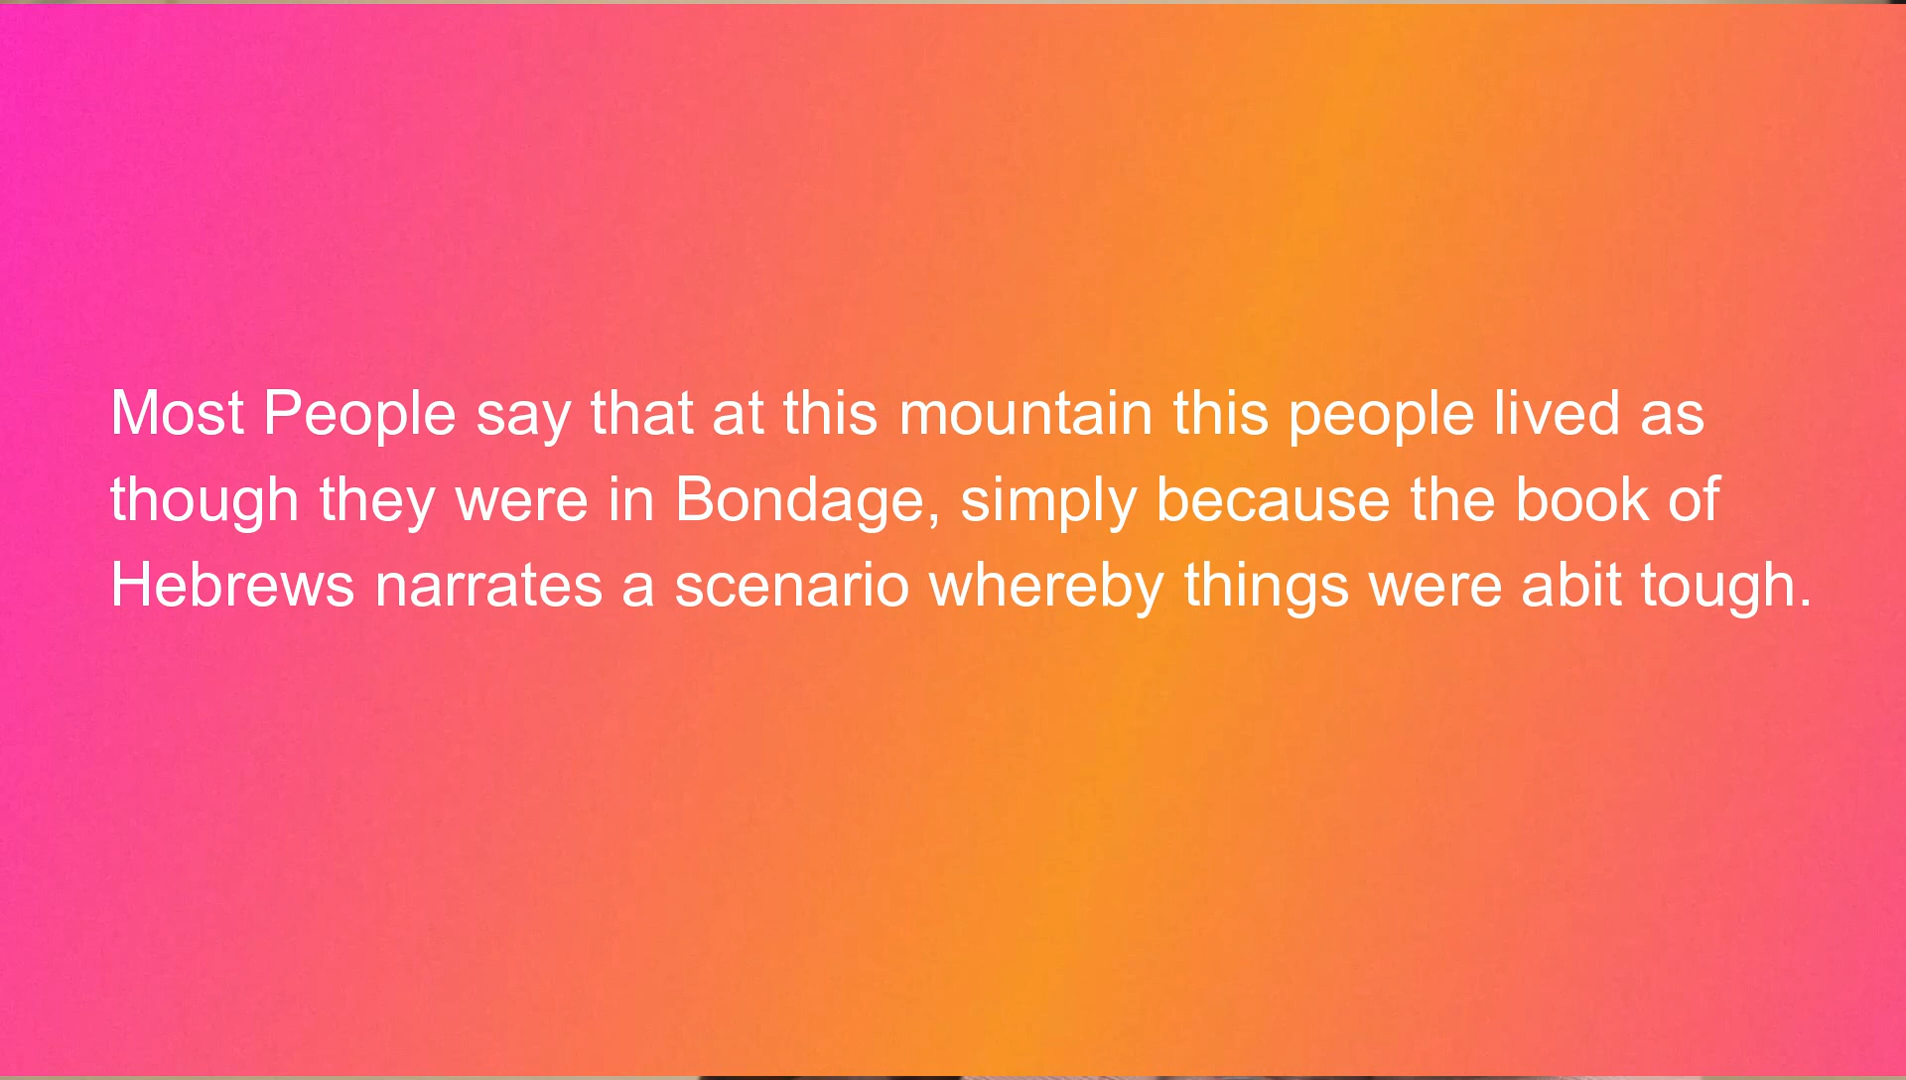 Most People say that at this mountain this people lived as
though they were in Bondage, simply because the book of
Hebrews narrates a scenario whereby things were abit tough.